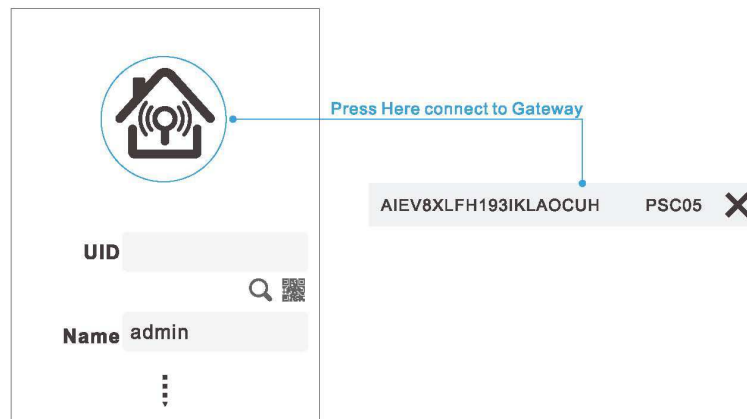 Press Here connect to Gateway
AIEV8XLFH193IKLAOCUH PSC05
UID
Name admin